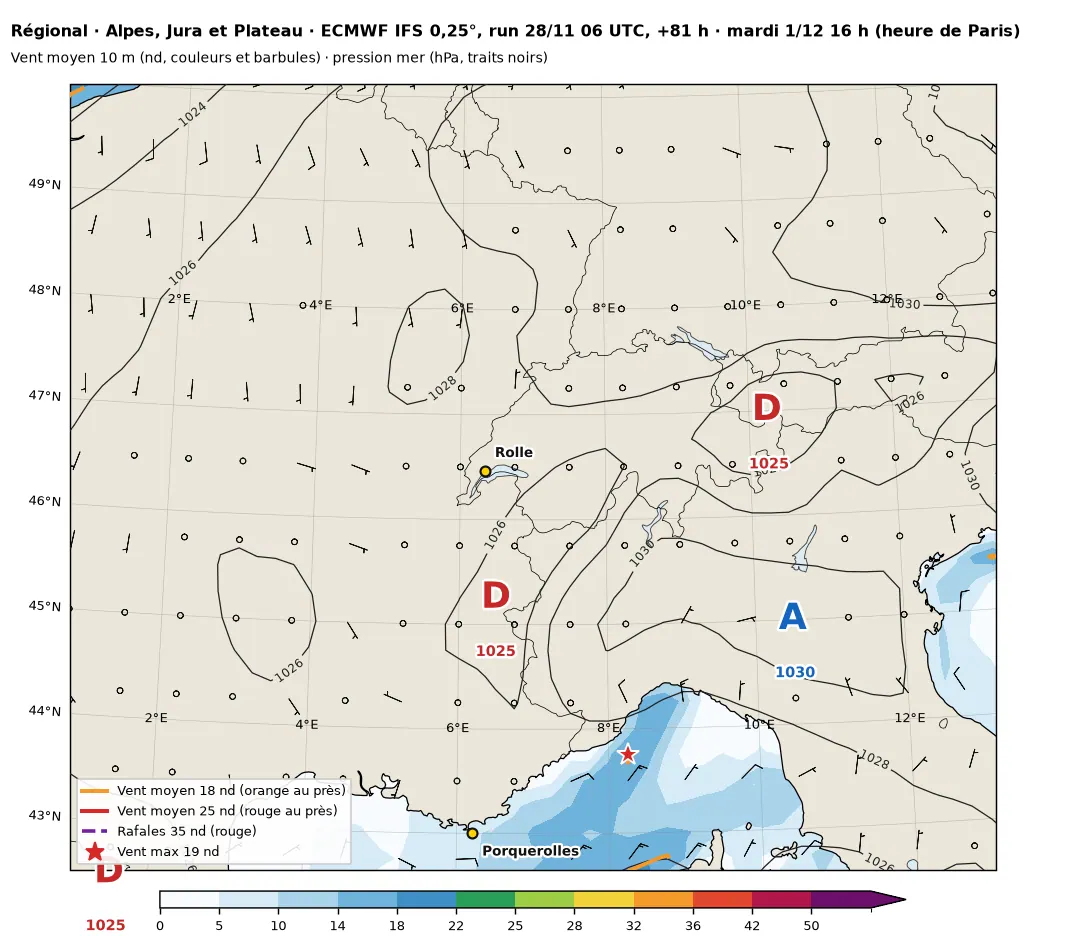 Régional · Alpes, Jura et Plateau · ECMWF IFS 0,25°, run 28/11 06 UTC, +81 h · mardi 1/12 16 h (heure de Paris)
Vent moyen 10 m (nd, couleurs et barbules) · pression mer (hPa, traits noirs)
1024
49°N
1026
48°N
2°E
4°E
6°E
8°E
10°E
12°E
1030
1028
47°N
D
1026
1025
Rolle
1030
46°N
1026
1030
45°N
D
1025
A
1030
1026
44°N
2°E
4°E
6°E
8°E
10°E
12°E
1028
43°N
Vent moyen 18 nd (orange au près)
Vent moyen 25 nd (rouge au près)
Rafales 35 nd (rouge)
Vent max 19 nd
Porquerolles
1026
D
1025
0 5 10 14 18 22 25 28 32 36 42 50